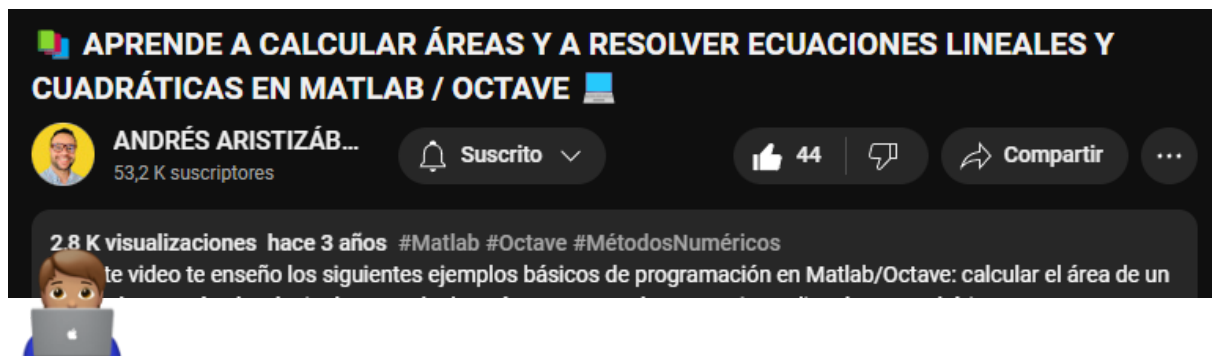 APRENDE A CALCULAR ÁREAS Y A RESOLVER ECUACIONES LINEALES Y
CUADRÁTICAS EN MATLAB / OCTAVE
ANDRÉS ARISTIZÁB...
53,2 K suscriptores
Suscrito
44
Compartir
2,8 K visualizaciones hace 3 años #Matlab #Octave #MétodosNuméricos
te video te enseño los siguientes ejemplos básicos de programación en Matlab/Octave: calcular el área de un